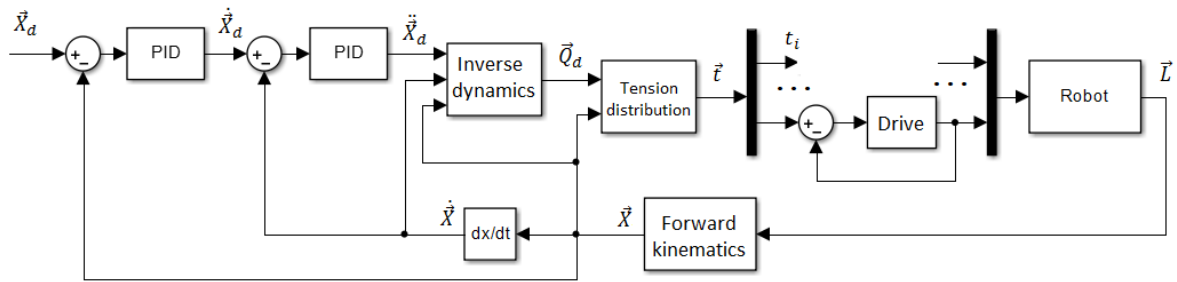 X⃗_d
+
−
PID
Ẋ⃗_d
+
−
PID
Ẍ⃗_d
Inverse
dynamics
Q⃗_d
Tension
distribution
t⃗
t_i
...
+
−
Drive
...
Robot
L⃗
Ẋ⃗
dx/dt
X⃗
Forward
kinematics